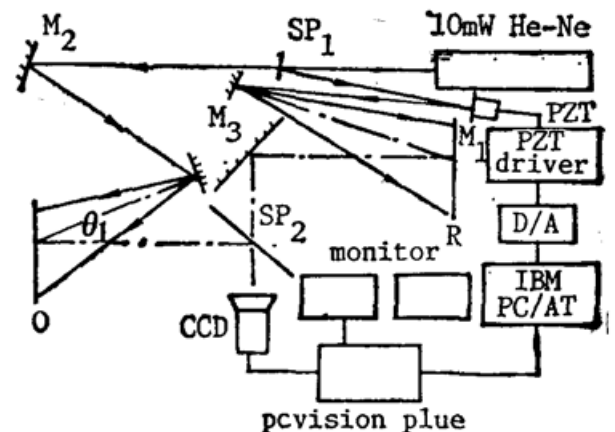 M2
SP1
10mW He-Ne
M3
M1
PZT
PZT
driver
θ1
SP2
R
D/A
monitor
IBM
PC/AT
O
CCD
pcvision plue